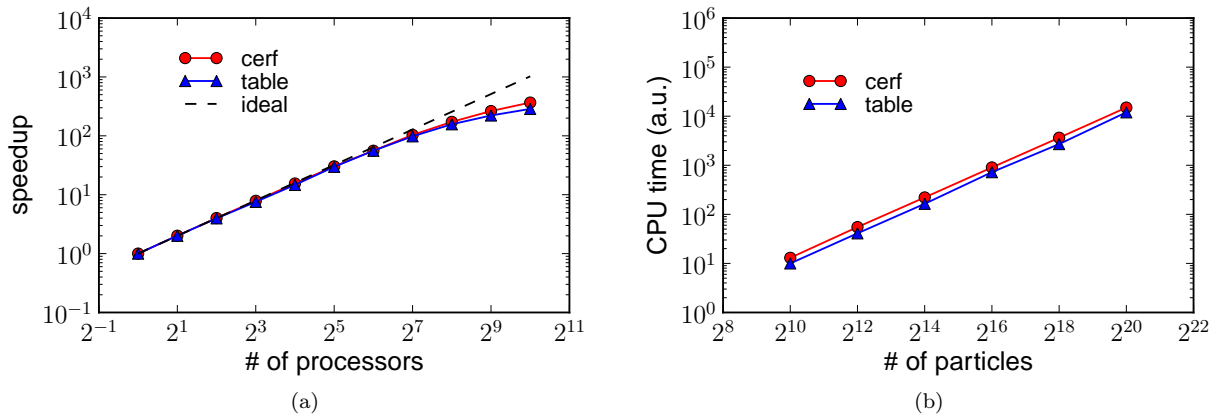 10^4
10^3
10^2
10^1
10^0
10^-1
speedup
cerf
table
ideal
2^-1 2^1 2^3 2^5 2^7 2^9 2^11
# of processors
(a)
10^6
10^5
10^4
10^3
10^2
10^1
10^0
CPU time (a.u.)
cerf
table
2^8 2^10 2^12 2^14 2^16 2^18 2^20 2^22
# of particles
(b)